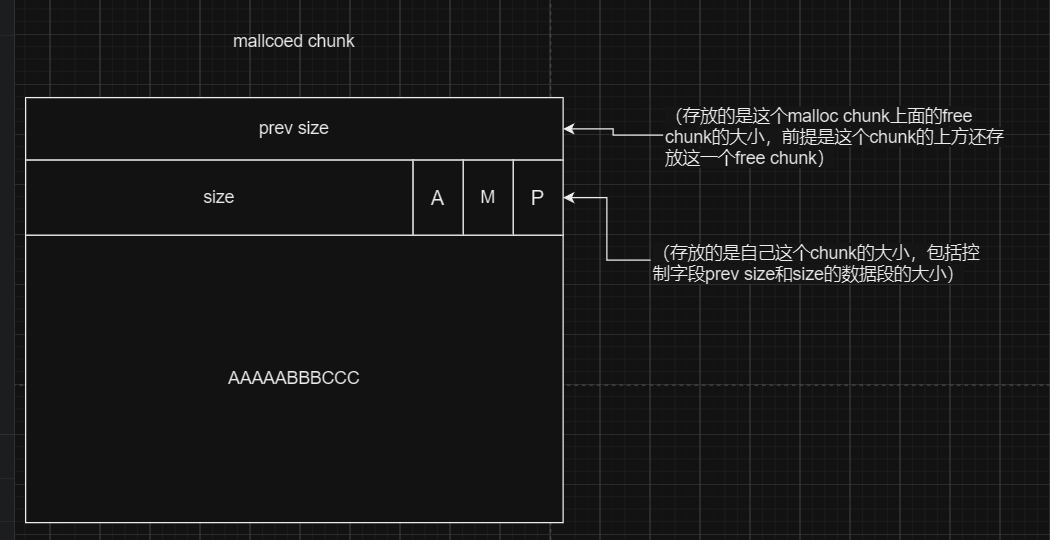 mallcoed chunk
prev size
（存放的是这个malloc chunk上面的free
chunk的大小，前提是这个chunk的上方还存
放这一个free chunk）
size
A
M
P
（存放的是自己这个chunk的大小，包括控
制字段prev size和size的数据段的大小）
AAAAABBBCCC